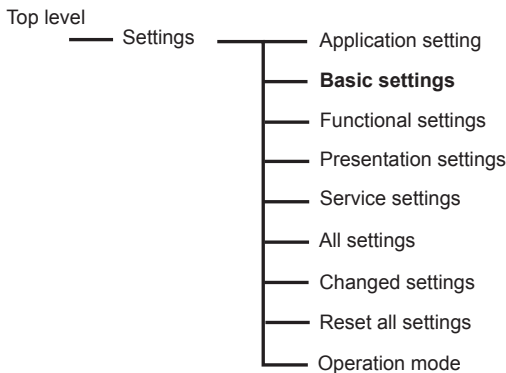 Top level
Settings
Application setting
Basic settings
Functional settings
Presentation settings
Service settings
All settings
Changed settings
Reset all settings
Operation mode